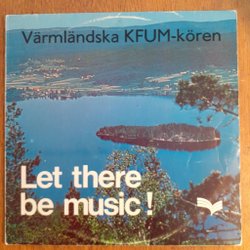 Värmländska KFUM-kören
Let there
be music!